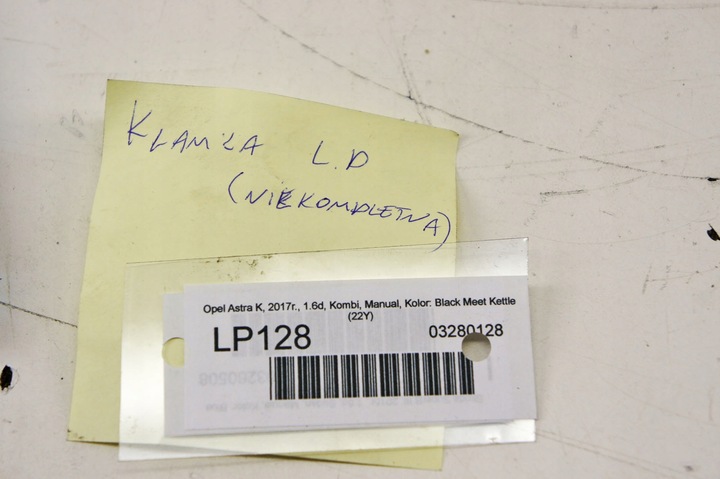 KLAMKA L.D
(NIEKOMPLETNA)
Opel Astra K, 2017r., 1.6d, Kombi, Manual, Kolor: Black Meet Kettle
(22Y)
LP128 03280128